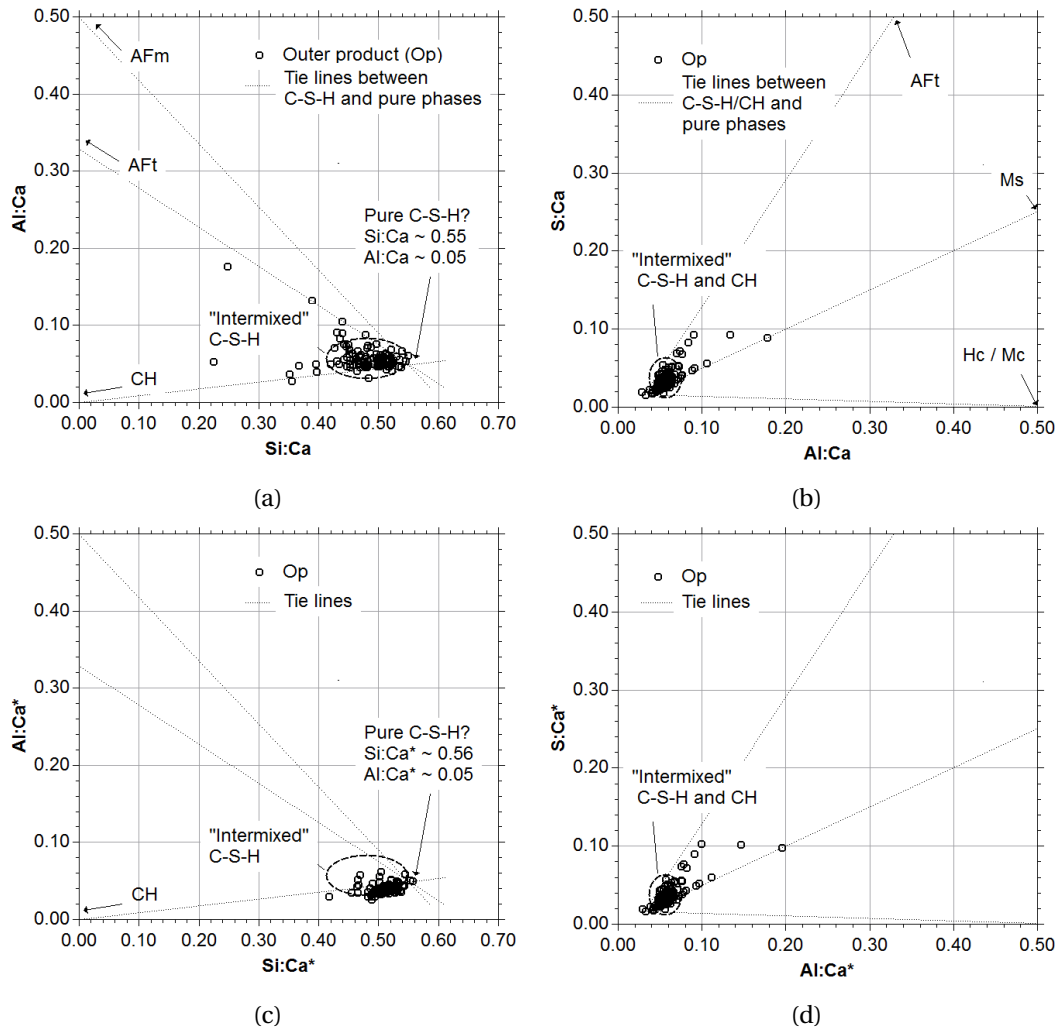 0.50
0.40
0.30
0.20
0.10
0.00
Al:Ca
AFm
AFt
CH
Outer product (Op)
Tie lines between
C-S-H and pure phases
Pure C-S-H?
Si:Ca ~ 0.55
Al:Ca ~ 0.05
"Intermixed"
C-S-H
0.00 0.10 0.20 0.30 0.40 0.50 0.60 0.70
Si:Ca
(a)
0.50
0.40
0.30
0.20
0.10
0.00
S:Ca
Op
Tie lines between
C-S-H/CH and
pure phases
AFt
Ms
"Intermixed"
C-S-H and CH
Hc / Mc
0.00 0.10 0.20 0.30 0.40 0.50
Al:Ca
(b)
0.50
0.40
0.30
0.20
0.10
0.00
Al:Ca*
Op
Tie lines
Pure C-S-H?
Si:Ca* ~ 0.56
Al:Ca* ~ 0.05
"Intermixed"
C-S-H
CH
0.00 0.10 0.20 0.30 0.40 0.50 0.60 0.70
Si:Ca*
(c)
0.50
0.40
0.30
0.20
0.10
0.00
S:Ca*
Op
Tie lines
"Intermixed"
C-S-H and CH
0.00 0.10 0.20 0.30 0.40 0.50
Al:Ca*
(d)